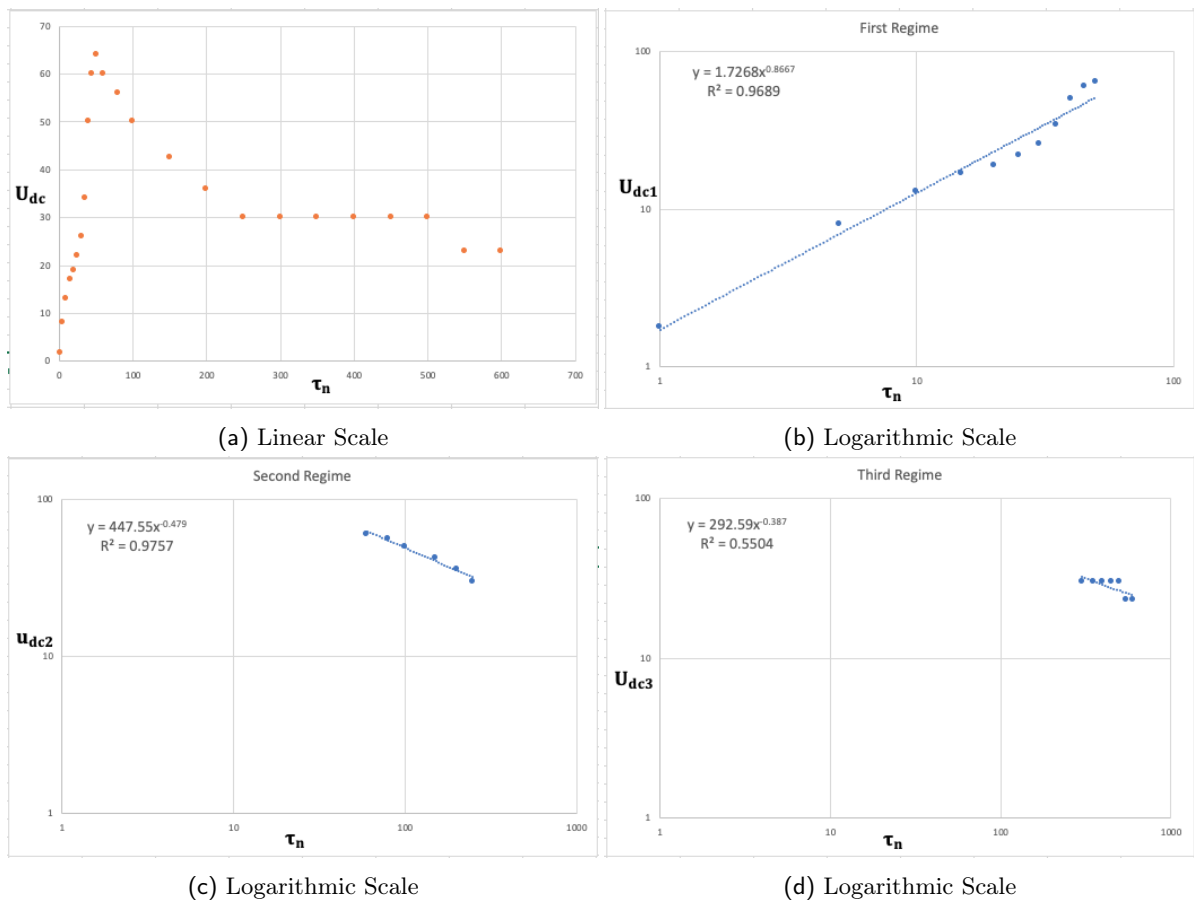 70
60
50
40
30
20
10
0
U_dc
0 100 200 300 400 500 600 700
τ_n
(a) Linear Scale
First Regime
100
y = 1.7268x^0.8667
R² = 0.9689
U_dc1
10
1
1 10 100
τ_n
(b) Logarithmic Scale
Second Regime
100
y = 447.55x^-0.479
R² = 0.9757
u_dc2
10
1
1 10 100 1000
τ_n
(c) Logarithmic Scale
Third Regime
100
y = 292.59x^-0.387
R² = 0.5504
10
U_dc3
1
1 10 100 1000
τ_n
(d) Logarithmic Scale